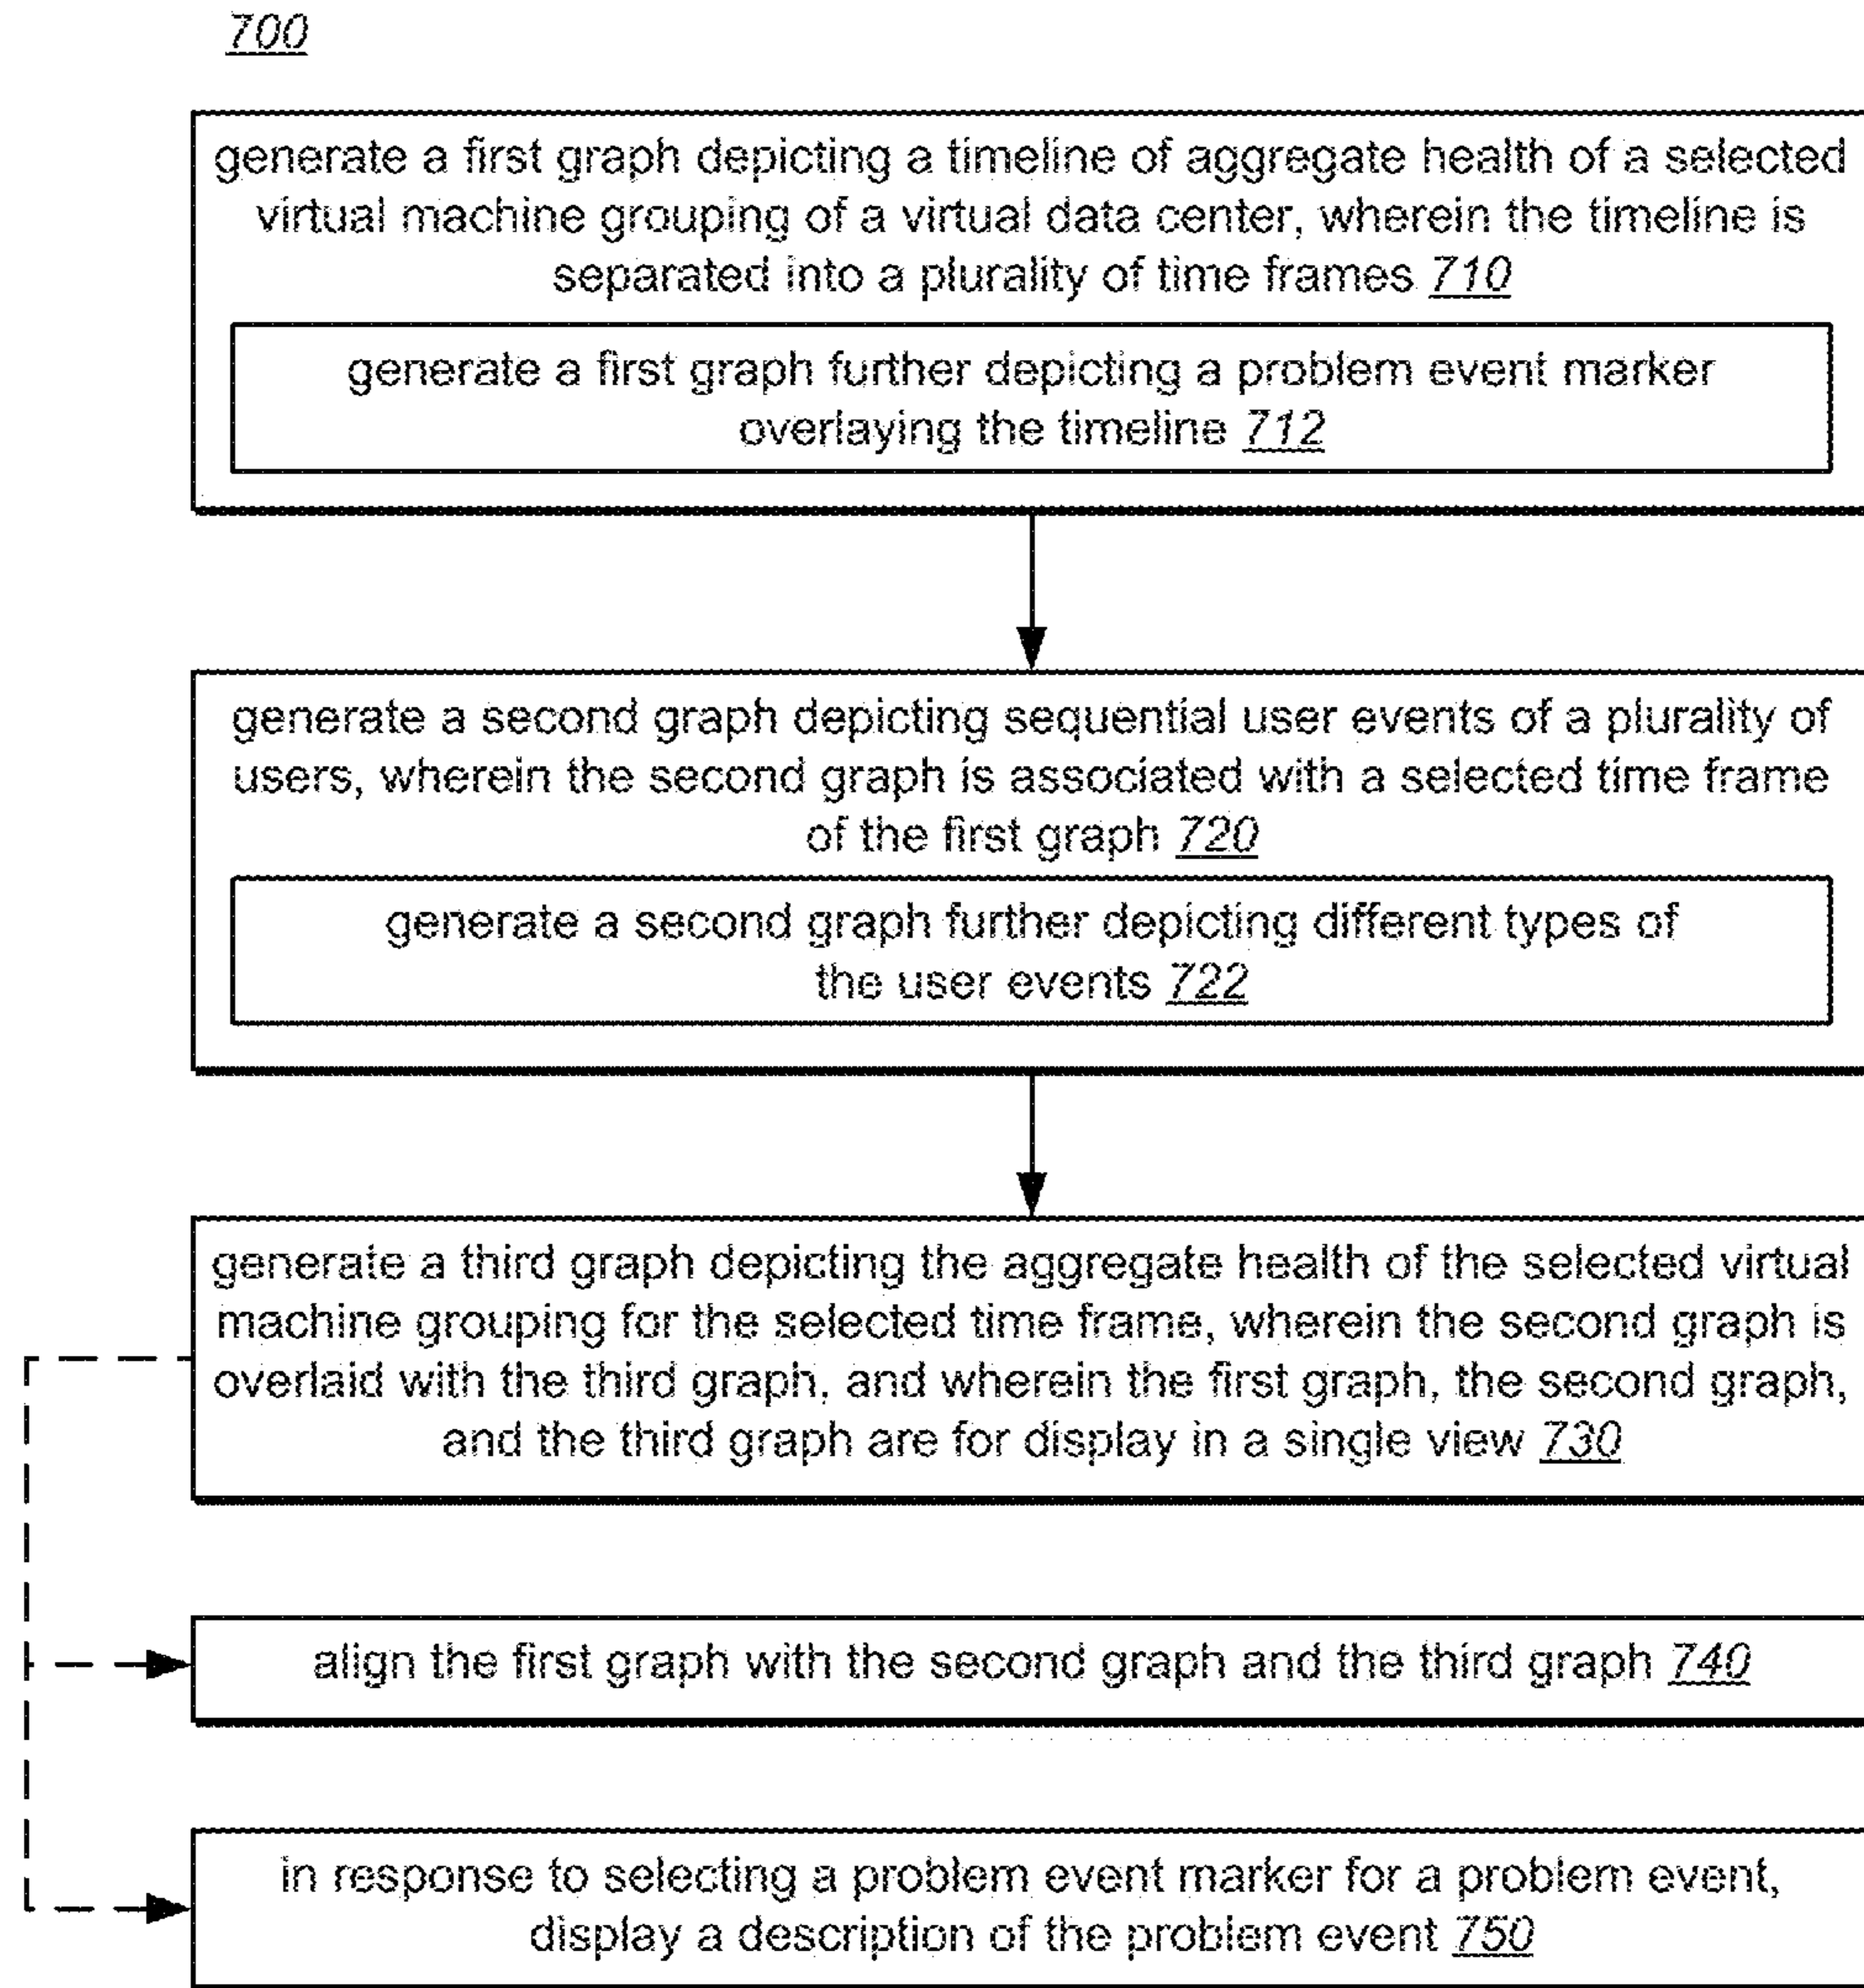 700
generate a first graph depicting a timeline of aggregate health of a selected
virtual machine grouping of a virtual data center, wherein the timeline is
separated into a plurality of time frames 710
generate a first graph further depicting a problem event marker
overlaying the timeline 712
generate a second graph depicting sequential user events of a plurality of
users, wherein the second graph is associated with a selected time frame
of the first graph 720
generate a second graph further depicting different types of
the user events 722
generate a third graph depicting the aggregate health of the selected virtual
machine grouping for the selected time frame, wherein the second graph is
overlaid with the third graph, and wherein the first graph, the second graph,
and the third graph are for display in a single view 730
align the first graph with the second graph and the third graph 740
in response to selecting a problem event marker for a problem event,
display a description of the problem event 750